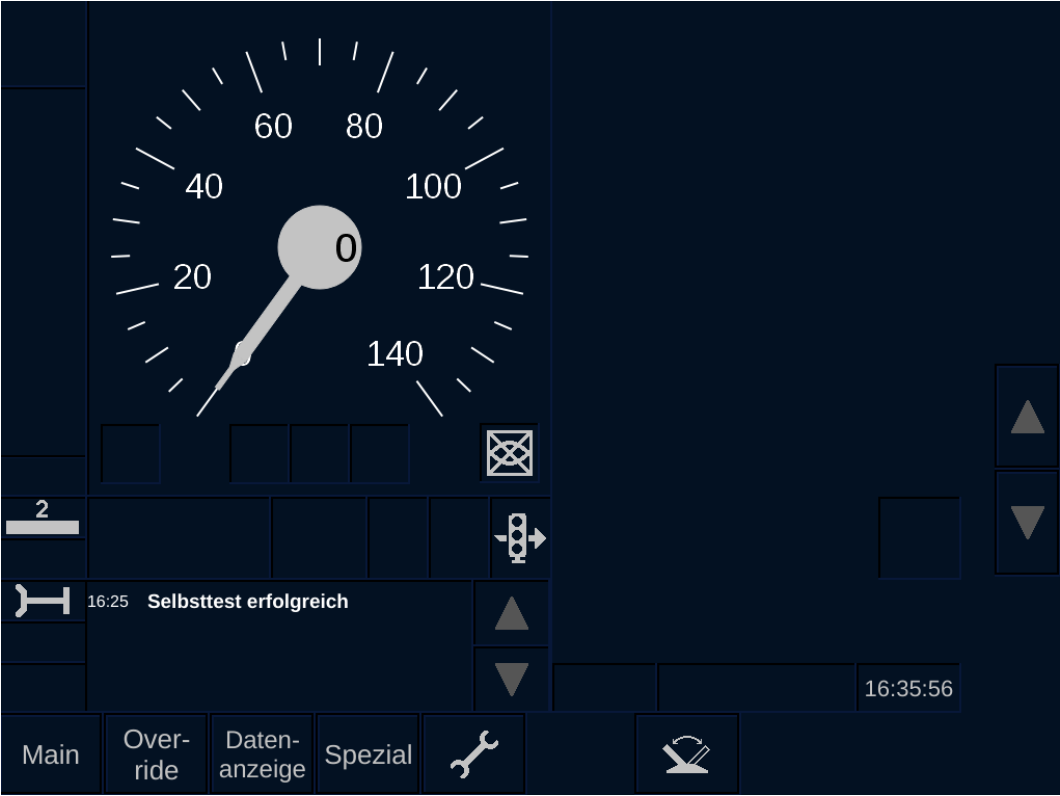 60 80
40 100
0
20 120
0 140
2
16:25 Selbsttest erfolgreich
16:35:56
Main
Over-
ride
Daten-
anzeige
Spezial